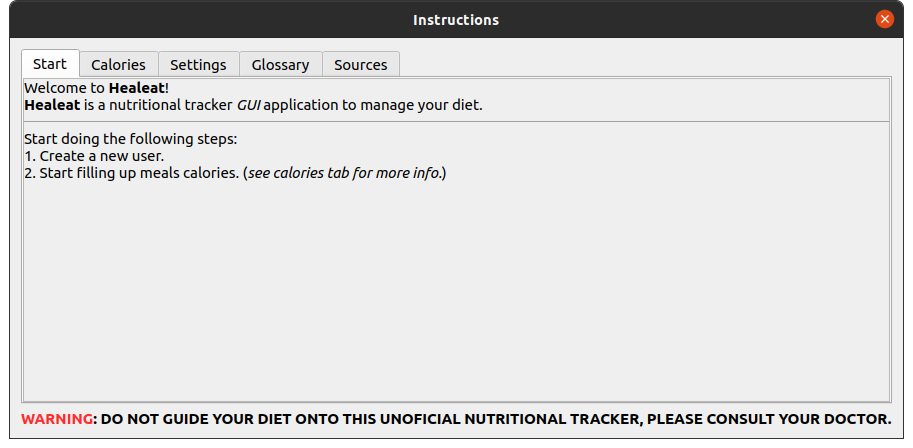 Instructions
Start Calories Settings Glossary Sources
Welcome to Healeat!
Healeat is a nutritional tracker GUI application to manage your diet.
Start doing the following steps:
1. Create a new user.
2. Start filling up meals calories. (see calories tab for more info.)
WARNING: DO NOT GUIDE YOUR DIET ONTO THIS UNOFICIAL NUTRITIONAL TRACKER, PLEASE CONSULT YOUR DOCTOR.